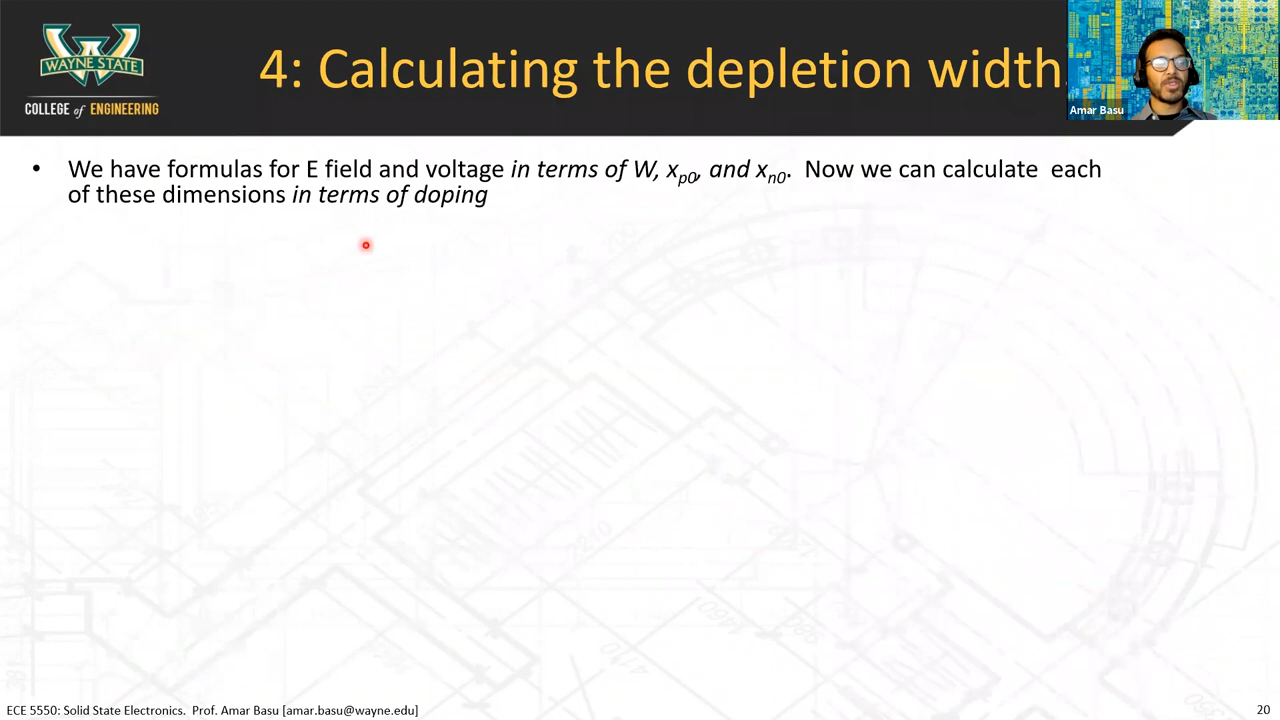 WAYNE STATE
COLLEGE of ENGINEERING
4: Calculating the depletion width
Amar Basu
• We have formulas for E field and voltage in terms of W, xp0, and xn0. Now we can calculate each
of these dimensions in terms of doping
ECE 5550: Solid State Electronics. Prof. Amar Basu [amar.basu@wayne.edu]
20